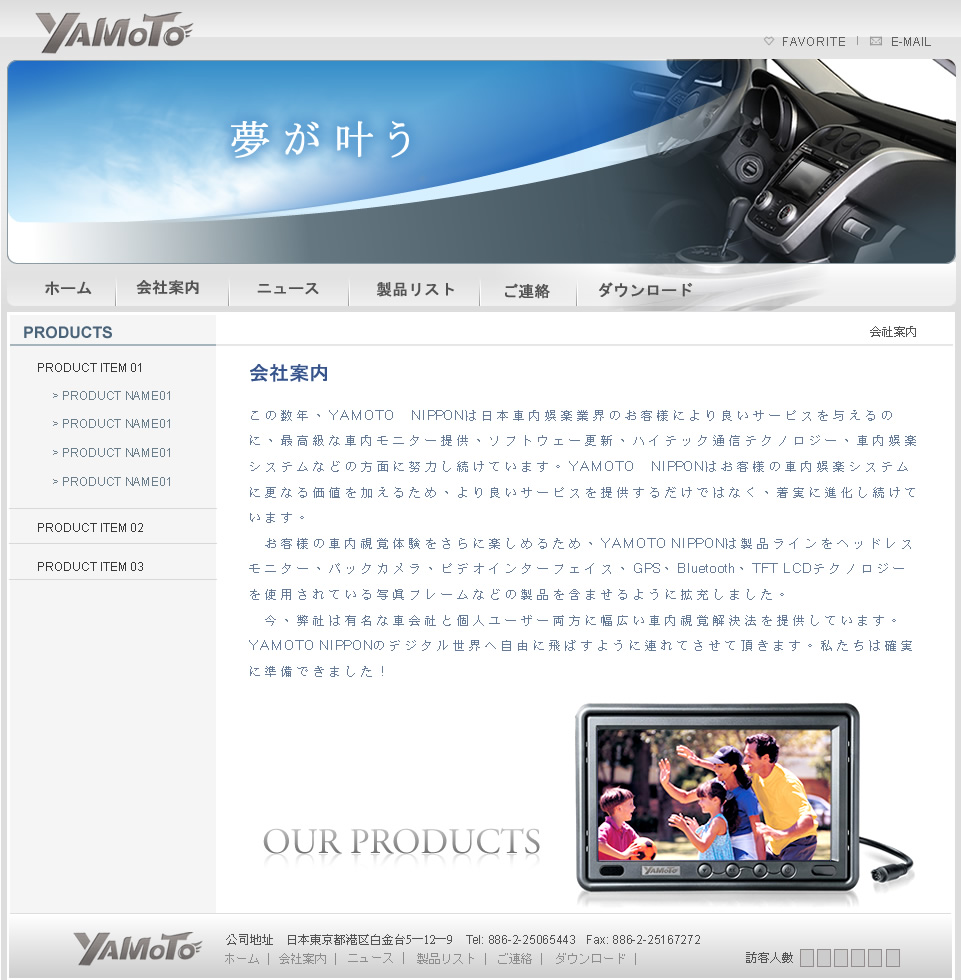 YAMOTO
FAVORITE | E-MAIL
夢が叶う
ホーム 会社案内 ニュース 製品リスト ご連絡 ダウンロード
PRODUCTS
会社案内
PRODUCT ITEM 01
> PRODUCT NAME01
> PRODUCT NAME01
> PRODUCT NAME01
> PRODUCT NAME01
PRODUCT ITEM 02
PRODUCT ITEM 03
会社案内
この数年、YAMOTO　NIPPONは日本車内娯楽業界のお客様により良いサービスを与えるの
に、最高級な車内モニター提供、ソフトウェー更新、ハイテック通信テクノロジー、車内娯楽
システムなどの方面に努力し続けています。YAMOTO　NIPPONはお客様の車内娯楽システム
に更なる価値を加えるため、より良いサービスを提供するだけではなく、着実に進化し続けて
います。
　お客様の車内視覚体験をさらに楽しめるため、YAMOTO NIPPONは製品ラインをヘッドレス
モニター、バックカメラ、ビデオインターフェイス、GPS、Bluetooth、TFT LCDテクノロジー
を使用されている写真フレームなどの製品を含ませるように拡充しました。
　今、弊社は有名な車会社と個人ユーザー両方に幅広い車内視覚解決法を提供しています。
YAMOTO NIPPONのデジタル世界へ自由に飛ばすように連れてさせて頂きます。私たちは確実
に準備できました！
OUR PRODUCTS
YAMOTO
YAMOTO
公司地址　日本東京都港区白金台5ー12ー9　Tel: 886-2-25065443　Fax: 886-2-25167272
ホーム | 会社案内 | ニュース | 製品リスト | ご連絡 | ダウンロード |
訪客人數